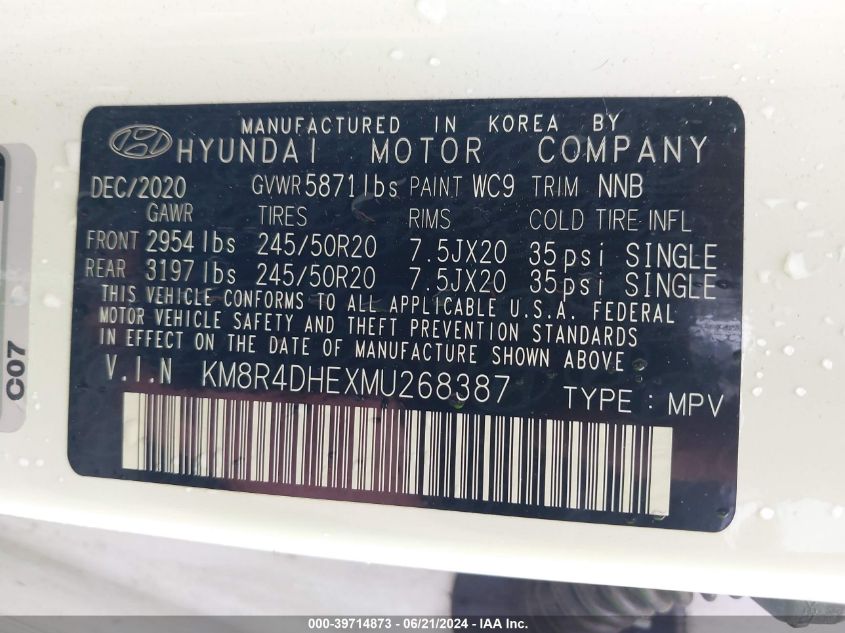 MANUFACTURED IN KOREA BY
HYUNDAI MOTOR COMPANY
DEC/2020 GVWR 5871lbs PAINT WC9 TRIM NNB
GAWR TIRES RIMS COLD TIRE INFL
FRONT 2954 lbs 245/50R20 7.5JX20 35psi SINGLE
REAR 3197 lbs 245/50R20 7.5JX20 35psi SINGLE
THIS VEHICLE CONFORMS TO ALL APPLICABLE U.S.A. FEDERAL
MOTOR VEHICLE SAFETY AND THEFT PREVENTION STANDARDS
IN EFFECT ON THE DATE OF MANUFACTURE SHOWN ABOVE
V.I.N KM8R4DHEXMU268387 TYPE : MPV
C07
000-39714873 - 06/21/2024 - IAA Inc.